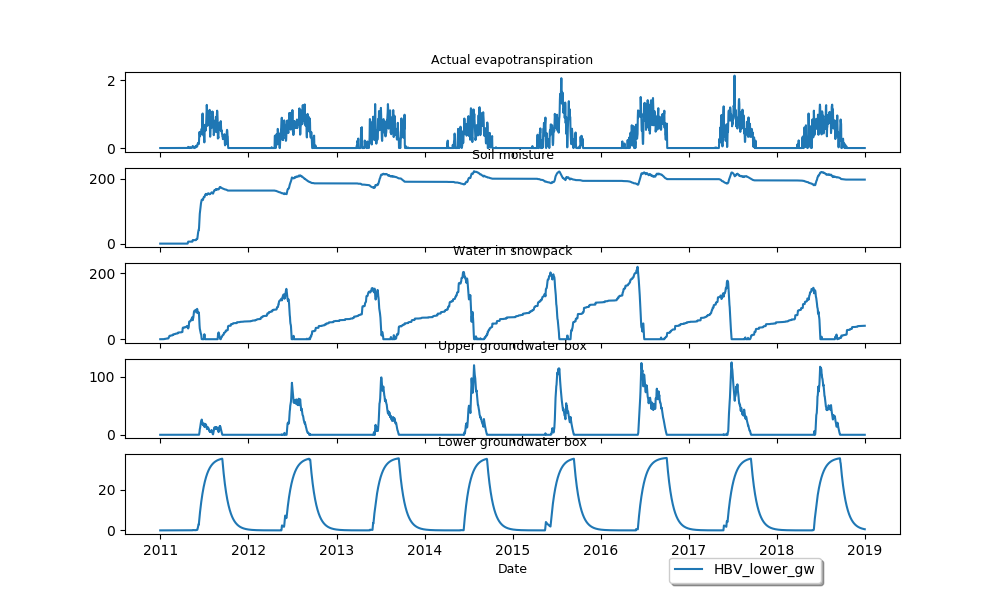 Actual evapotranspiration
2
0
Soil moisture
200
0
Water in snowpack
200
0
Upper groundwater box
100
0
Lower groundwater box
20
0
2011 2012 2013 2014 2015 2016 2017 2018 2019
Date
HBV_lower_gw